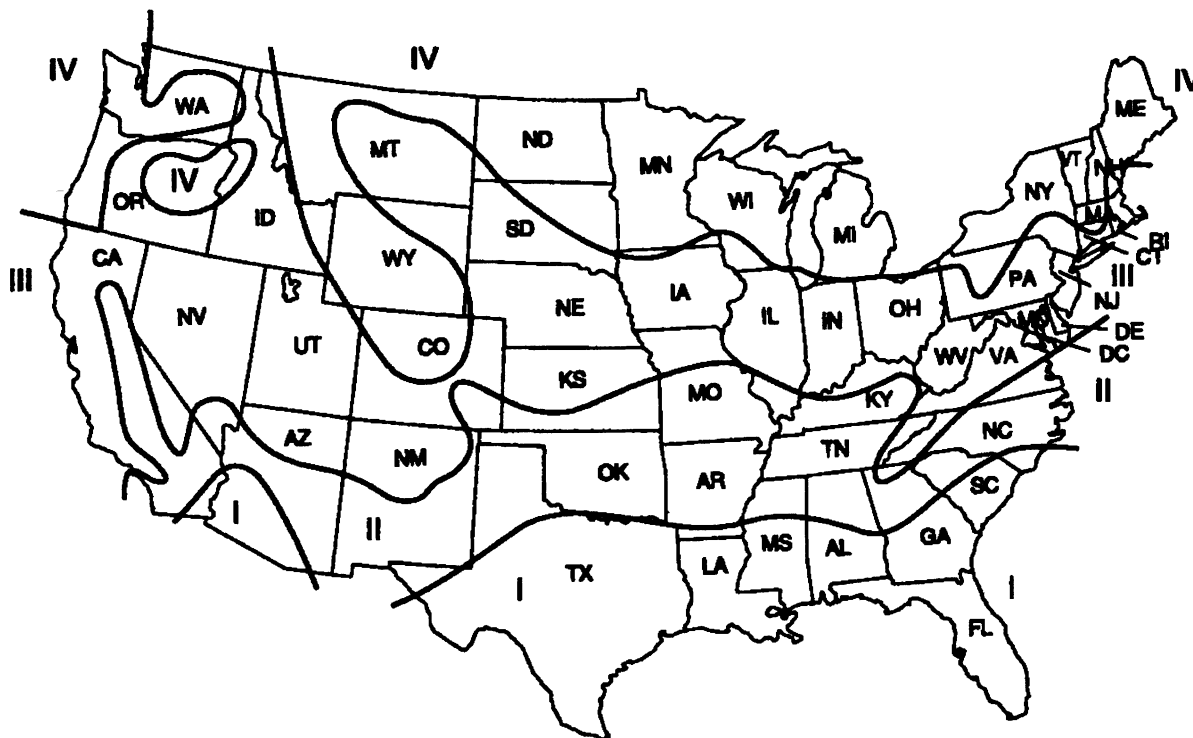 IV
IV
IV
WA
MT
ND
MN
ME
VT
NH
NY
WI
MI
MA
RI
CT
III
IV
OR
ID
SD
WY
III
CA
PA
NJ
IA
NE
NV
UT
CO
IL
IN
OH
MD
DE
DC
WV
VA
II
KS
MO
KY
AZ
NM
OK
AR
TN
NC
SC
I
II
MS
AL
GA
I
TX
LA
I
FL